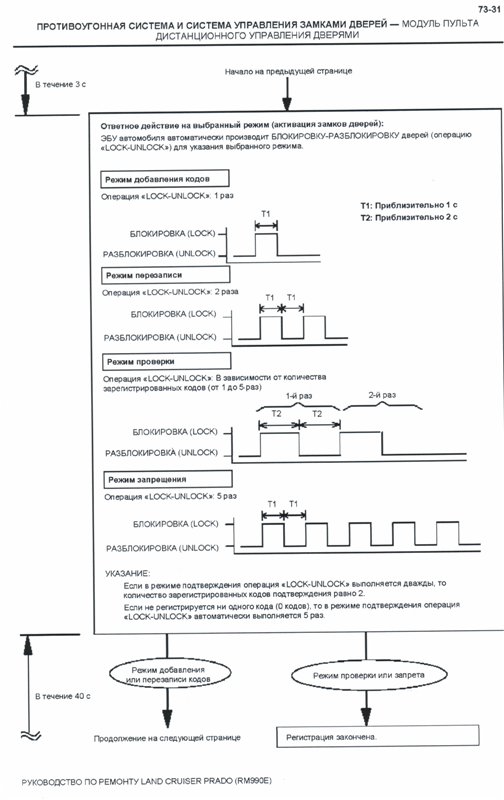 73-31
ПРОТИВОУГОННАЯ СИСТЕМА И СИСТЕМА УПРАВЛЕНИЯ ЗАМКАМИ ДВЕРЕЙ — МОДУЛЬ ПУЛЬТА
ДИСТАНЦИОННОГО УПРАВЛЕНИЯ ДВЕРЯМИ
В течение 3 с
Начало на предыдущей странице
Ответное действие на выбранный режим (активация замков дверей):
ЭБУ автомобиля автоматически производит БЛОКИРОВКУ-РАЗБЛОКИРОВКУ дверей (операцию
«LOCK-UNLOCK») для указания выбранного режима.
Режим добавления кодов
Операция «LOCK-UNLOCK»: 1 раз
T1: Приблизительно 1 с
T2: Приблизительно 2 с
T1
БЛОКИРОВКА (LOCK)
РАЗБЛОКИРОВКА (UNLOCK)
Режим перезаписи
Операция «LOCK-UNLOCK»: 2 раза
T1 T1
БЛОКИРОВКА (LOCK)
РАЗБЛОКИРОВКА (UNLOCK)
Режим проверки
Операция «LOCK-UNLOCK»: В зависимости от количества
зарегистрированных кодов (от 1 до 5 раз)
1-й раз 2-й раз
T2 T2
БЛОКИРОВКА (LOCK)
РАЗБЛОКИРОВКА (UNLOCK)
Режим запрещения
Операция «LOCK-UNLOCK»: 5 раз
T1 T1
БЛОКИРОВКА (LOCK)
РАЗБЛОКИРОВКА (UNLOCK)
УКАЗАНИЕ:
Если в режиме подтверждения операция «LOCK-UNLOCK» выполняется дважды, то
количество зарегистрированных кодов подтверждения равно 2.
Если не регистрируется ни одного кода (0 кодов), то в режиме подтверждения операция
«LOCK-UNLOCK» автоматически выполняется 5 раз.
В течение 40 с
Режим добавления
или перезаписи кодов
Режим проверки или запрета
Продолжение на следующей странице
Регистрация закончена.
РУКОВОДСТВО ПО РЕМОНТУ LAND CRUISER PRADO (RM990E)